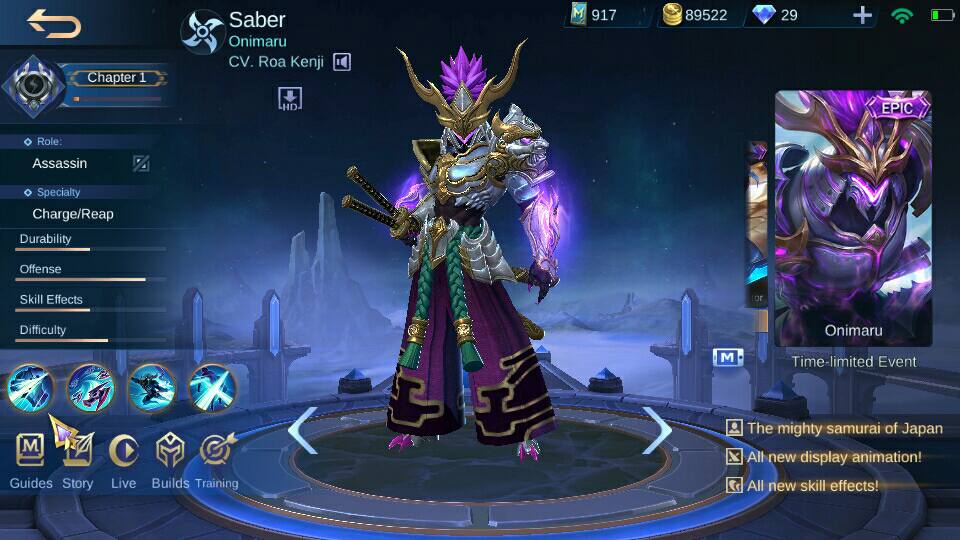 Saber
Onimaru
CV. Roa Kenji
917
89522
29
HD
Chapter 1
Role:
Assassin
Specialty
Charge/Reap
Durability
Offense
Skill Effects
Difficulty
EPIC
Onimaru
Time-limited Event
M
The mighty samurai of Japan
All new display animation!
All new skill effects!
M
Guides
Story
Live
Builds
Training